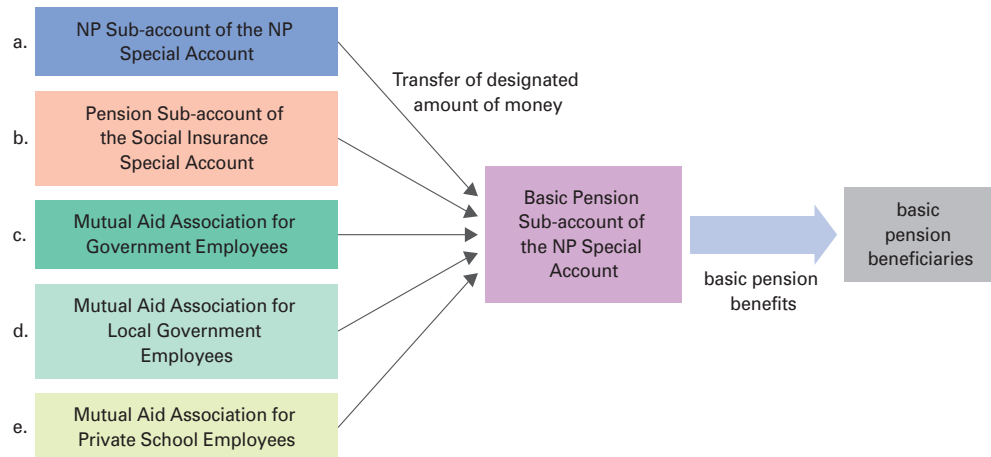 a.
NP Sub-account of the NP
Special Account
b.
Pension Sub-account of
the Social Insurance
Special Account
c.
Mutual Aid Association for
Government Employees
d.
Mutual Aid Association for
Local Government
Employees
e.
Mutual Aid Association for
Private School Employees
Transfer of designated
amount of money
Basic Pension
Sub-account of
the NP Special
Account
basic pension
benefits
basic
pension
beneficiaries